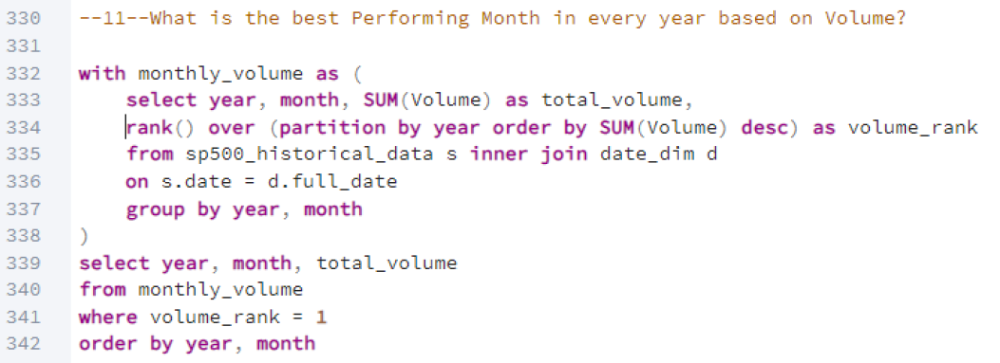 330 --11--What is the best Performing Month in every year based on Volume?
331
332 with monthly_volume as (
333 select year, month, SUM(Volume) as total_volume,
334 rank() over (partition by year order by SUM(Volume) desc) as volume_rank
335 from sp500_historical_data s inner join date_dim d
336 on s.date = d.full_date
337 group by year, month
338 )
339 select year, month, total_volume
340 from monthly_volume
341 where volume_rank = 1
342 order by year, month